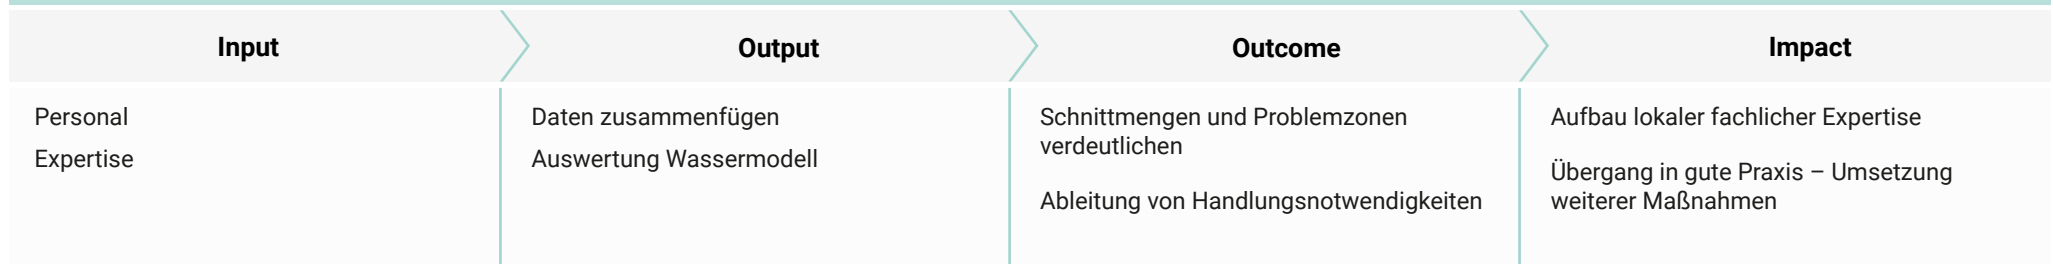 Input
Output
Outcome
Impact
Personal
Expertise
Daten zusammenfügen
Auswertung Wassermodell
Schnittmengen und Problemzonen
verdeutlichen
Ableitung von Handlungsnotwendigkeiten
Aufbau lokaler fachlicher Expertise
Übergang in gute Praxis – Umsetzung
weiterer Maßnahmen